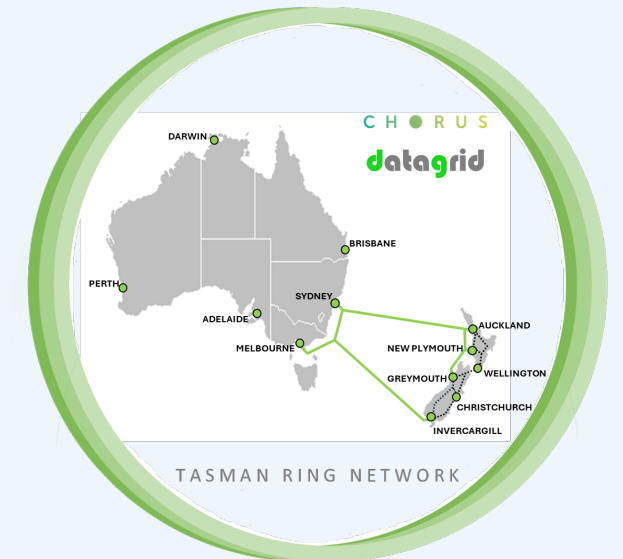 CHORUS
datagrid
DARWIN
BRISBANE
PERTH
SYDNEY
ADELAIDE
MELBOURNE
AUCKLAND
NEW PLYMOUTH
WELLINGTON
GREYMOUTH
CHRISTCHURCH
INVERCARGILL
TASMAN RING NETWORK